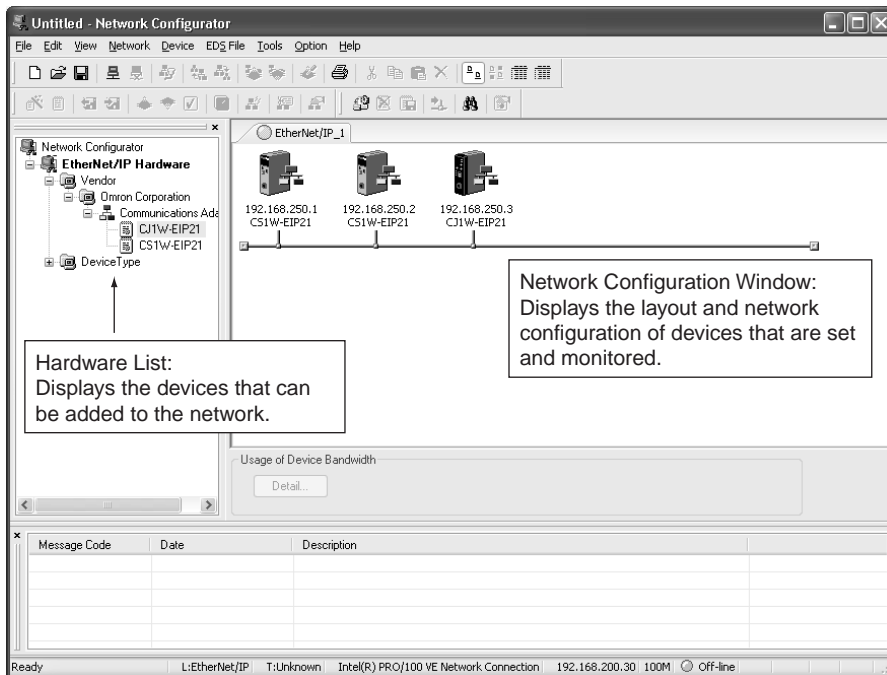 Untitled - Network Configurator
File Edit View Network Device EDS File Tools Option Help
Network Configurator
EtherNet/IP Hardware
Vendor
Omron Corporation
Communications Ada
CJ1W-EIP21
CS1W-EIP21
DeviceType
Hardware List:
Displays the devices that can
be added to the network.
EtherNet/IP_1
192.168.250.1
CS1W-EIP21
192.168.250.2
CS1W-EIP21
192.168.250.3
CJ1W-EIP21
Network Configuration Window:
Displays the layout and network
configuration of devices that are set
and monitored.
Usage of Device Bandwidth
Detail...
Message Code Date Description
Ready L:EtherNet/IP T:Unknown Intel(R) PRO/100 VE Network Connection 192.168.200.30 100M Off-line